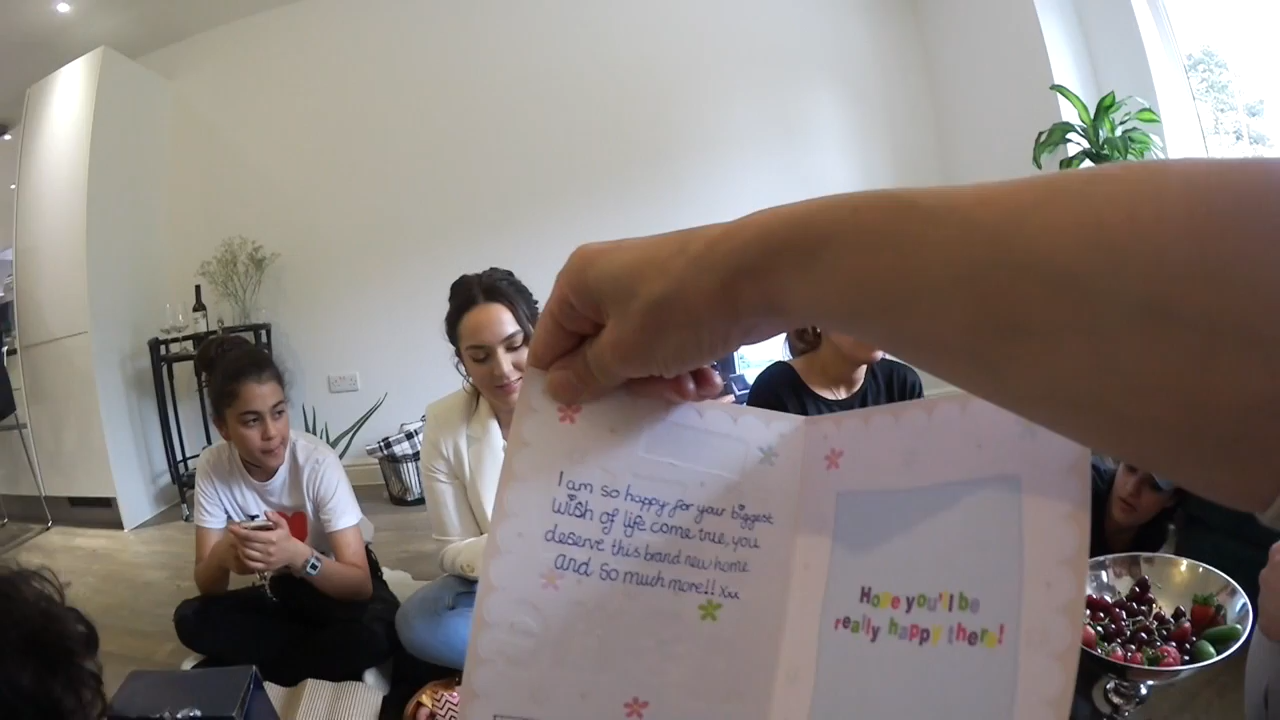 I am so happy for your biggest
wish of life come true, you
deserve this brand new home
and so much more!! xxx
Hope you'll be
really happy there!